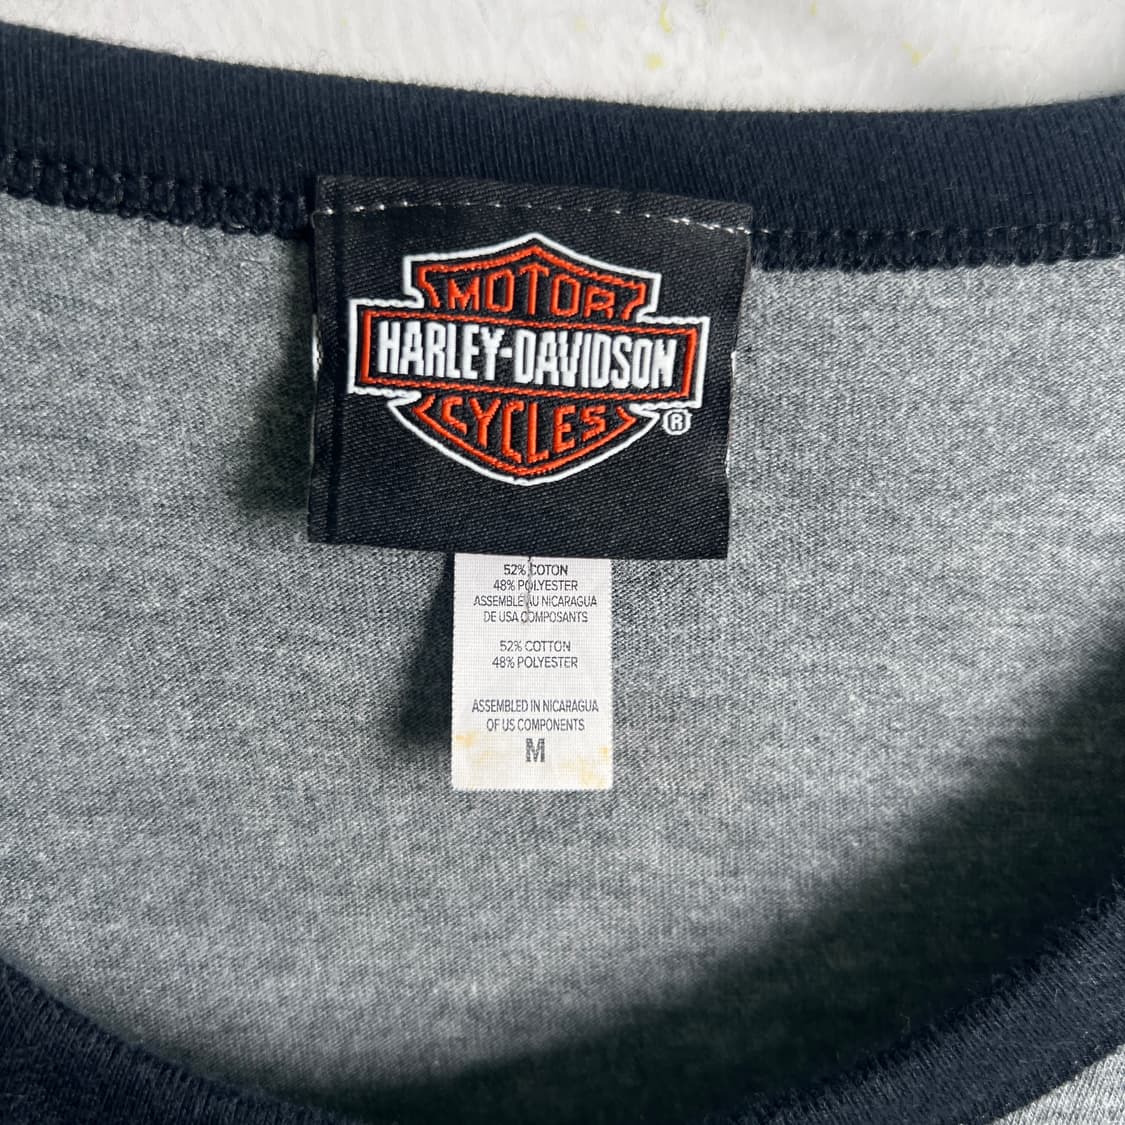 MOTOR
HARLEY-DAVIDSON
CYCLES
®
52% COTON
48% POLYESTER
ASSEMBLÉ AU NICARAGUA
DE USA COMPOSANTS
52% COTTON
48% POLYESTER
ASSEMBLED IN NICARAGUA
OF US COMPONENTS
M